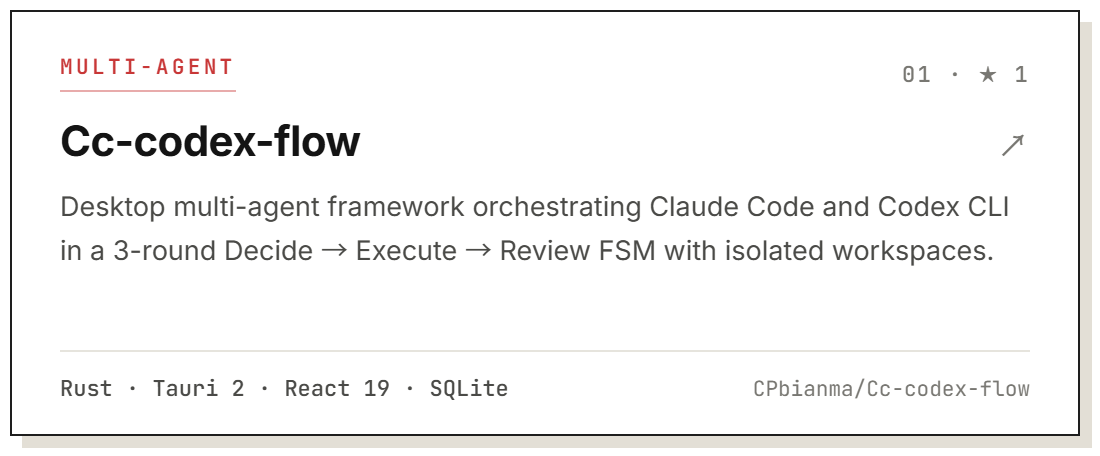 MULTI-AGENT
01 · ★ 1
Cc-codex-flow
↗
Desktop multi-agent framework orchestrating Claude Code and Codex CLI
in a 3-round Decide → Execute → Review FSM with isolated workspaces.
Rust · Tauri 2 · React 19 · SQLite
CPbianma/Cc-codex-flow